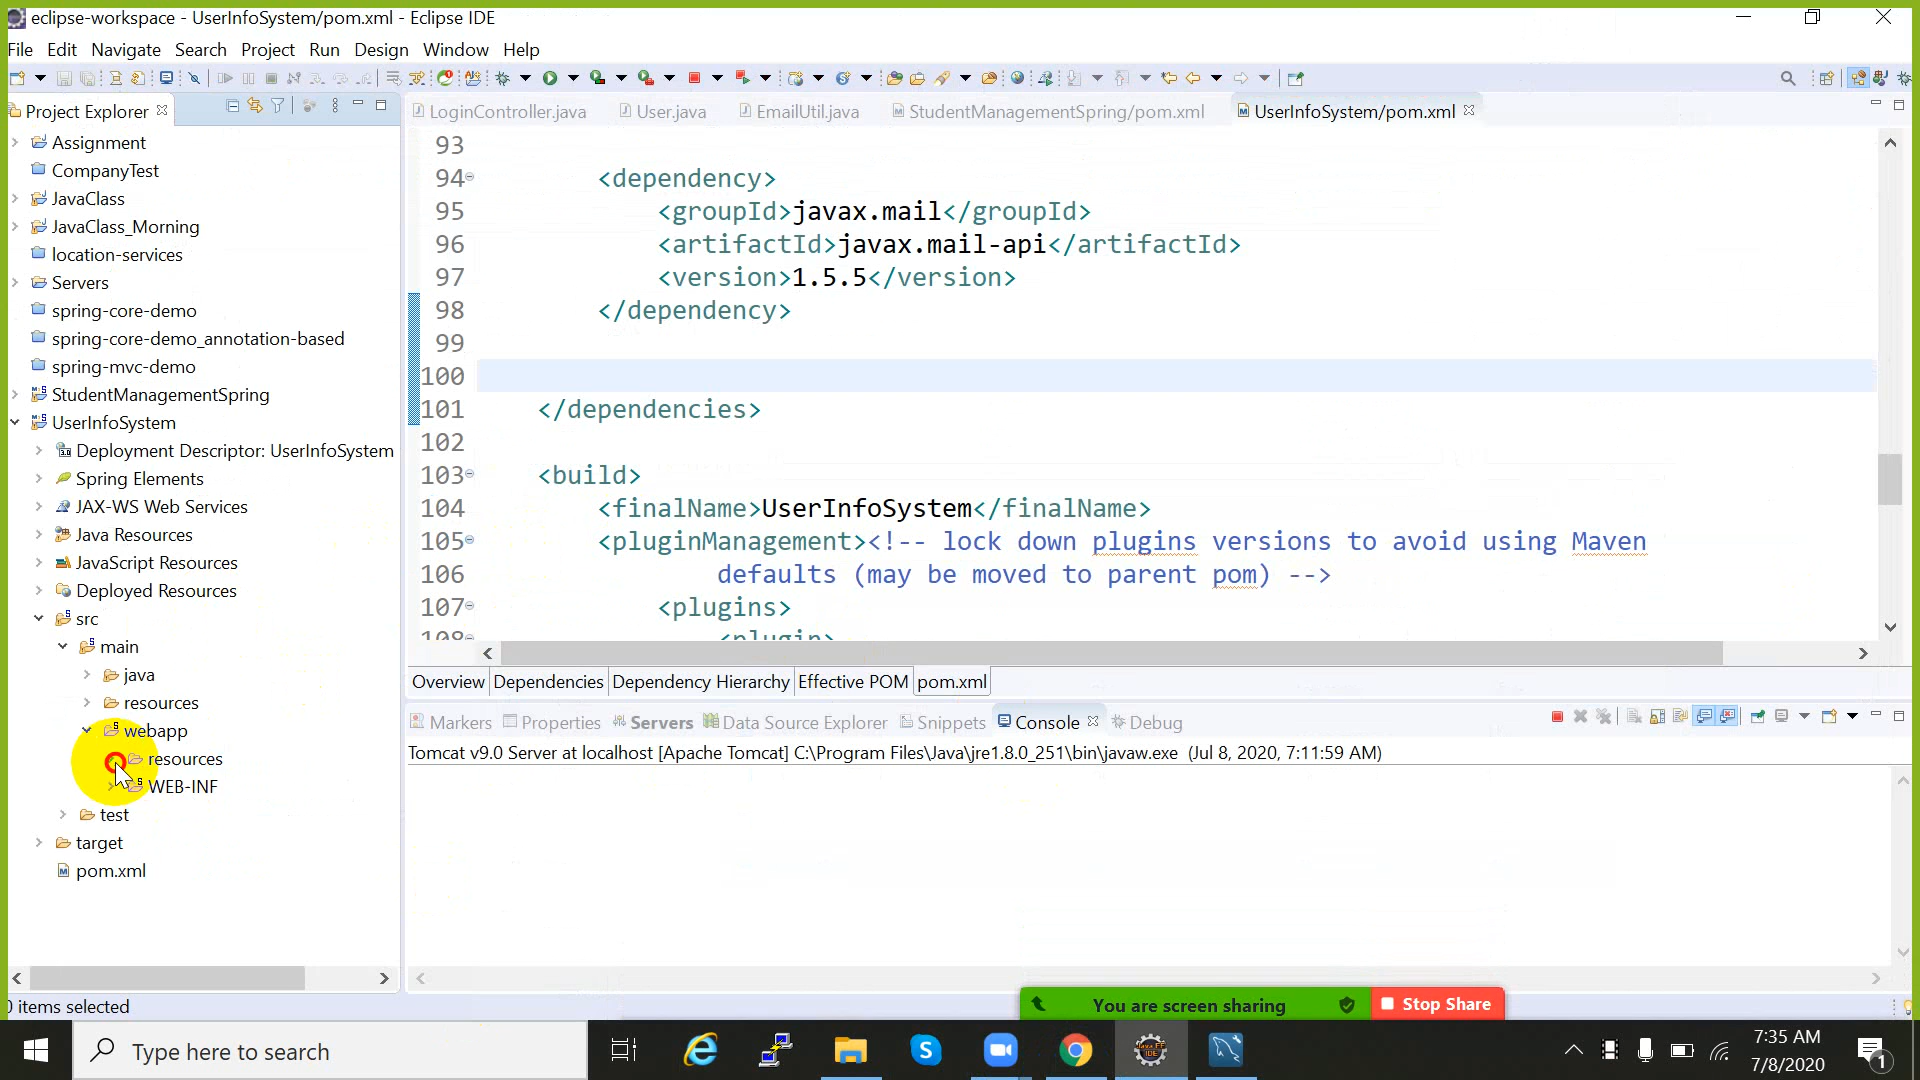 eclipse-workspace - UserInfoSystem/pom.xml - Eclipse IDE
File Edit Navigate Search Project Run Design Window Help
Project Explorer
LoginController.java User.java EmailUtil.java StudentManagementSpring/pom.xml UserInfoSystem/pom.xml
Assignment
CompanyTest
JavaClass
JavaClass_Morning
location-services
Servers
spring-core-demo
spring-core-demo_annotation-based
spring-mvc-demo
StudentManagementSpring
UserInfoSystem
Deployment Descriptor: UserInfoSystem
Spring Elements
JAX-WS Web Services
Java Resources
JavaScript Resources
Deployed Resources
src
main
java
resources
webapp
resources
WEB-INF
test
target
pom.xml
93
94 <dependency>
95 <groupId>javax.mail</groupId>
96 <artifactId>javax.mail-api</artifactId>
97 <version>1.5.5</version>
98 </dependency>
99
100
101 </dependencies>
102
103 <build>
104 <finalName>UserInfoSystem</finalName>
105 <pluginManagement><!-- lock down plugins versions to avoid using Maven
106 defaults (may be moved to parent pom) -->
107 <plugins>
108 <plugin>
Overview Dependencies Dependency Hierarchy Effective POM pom.xml
Markers Properties Servers Data Source Explorer Snippets Console Debug
Tomcat v9.0 Server at localhost [Apache Tomcat] C:\Program Files\Java\jre1.8.0_251\bin\javaw.exe (Jul 8, 2020, 7:11:59 AM)
0 items selected
You are screen sharing Stop Share
Type here to search
7:35 AM
7/8/2020
1